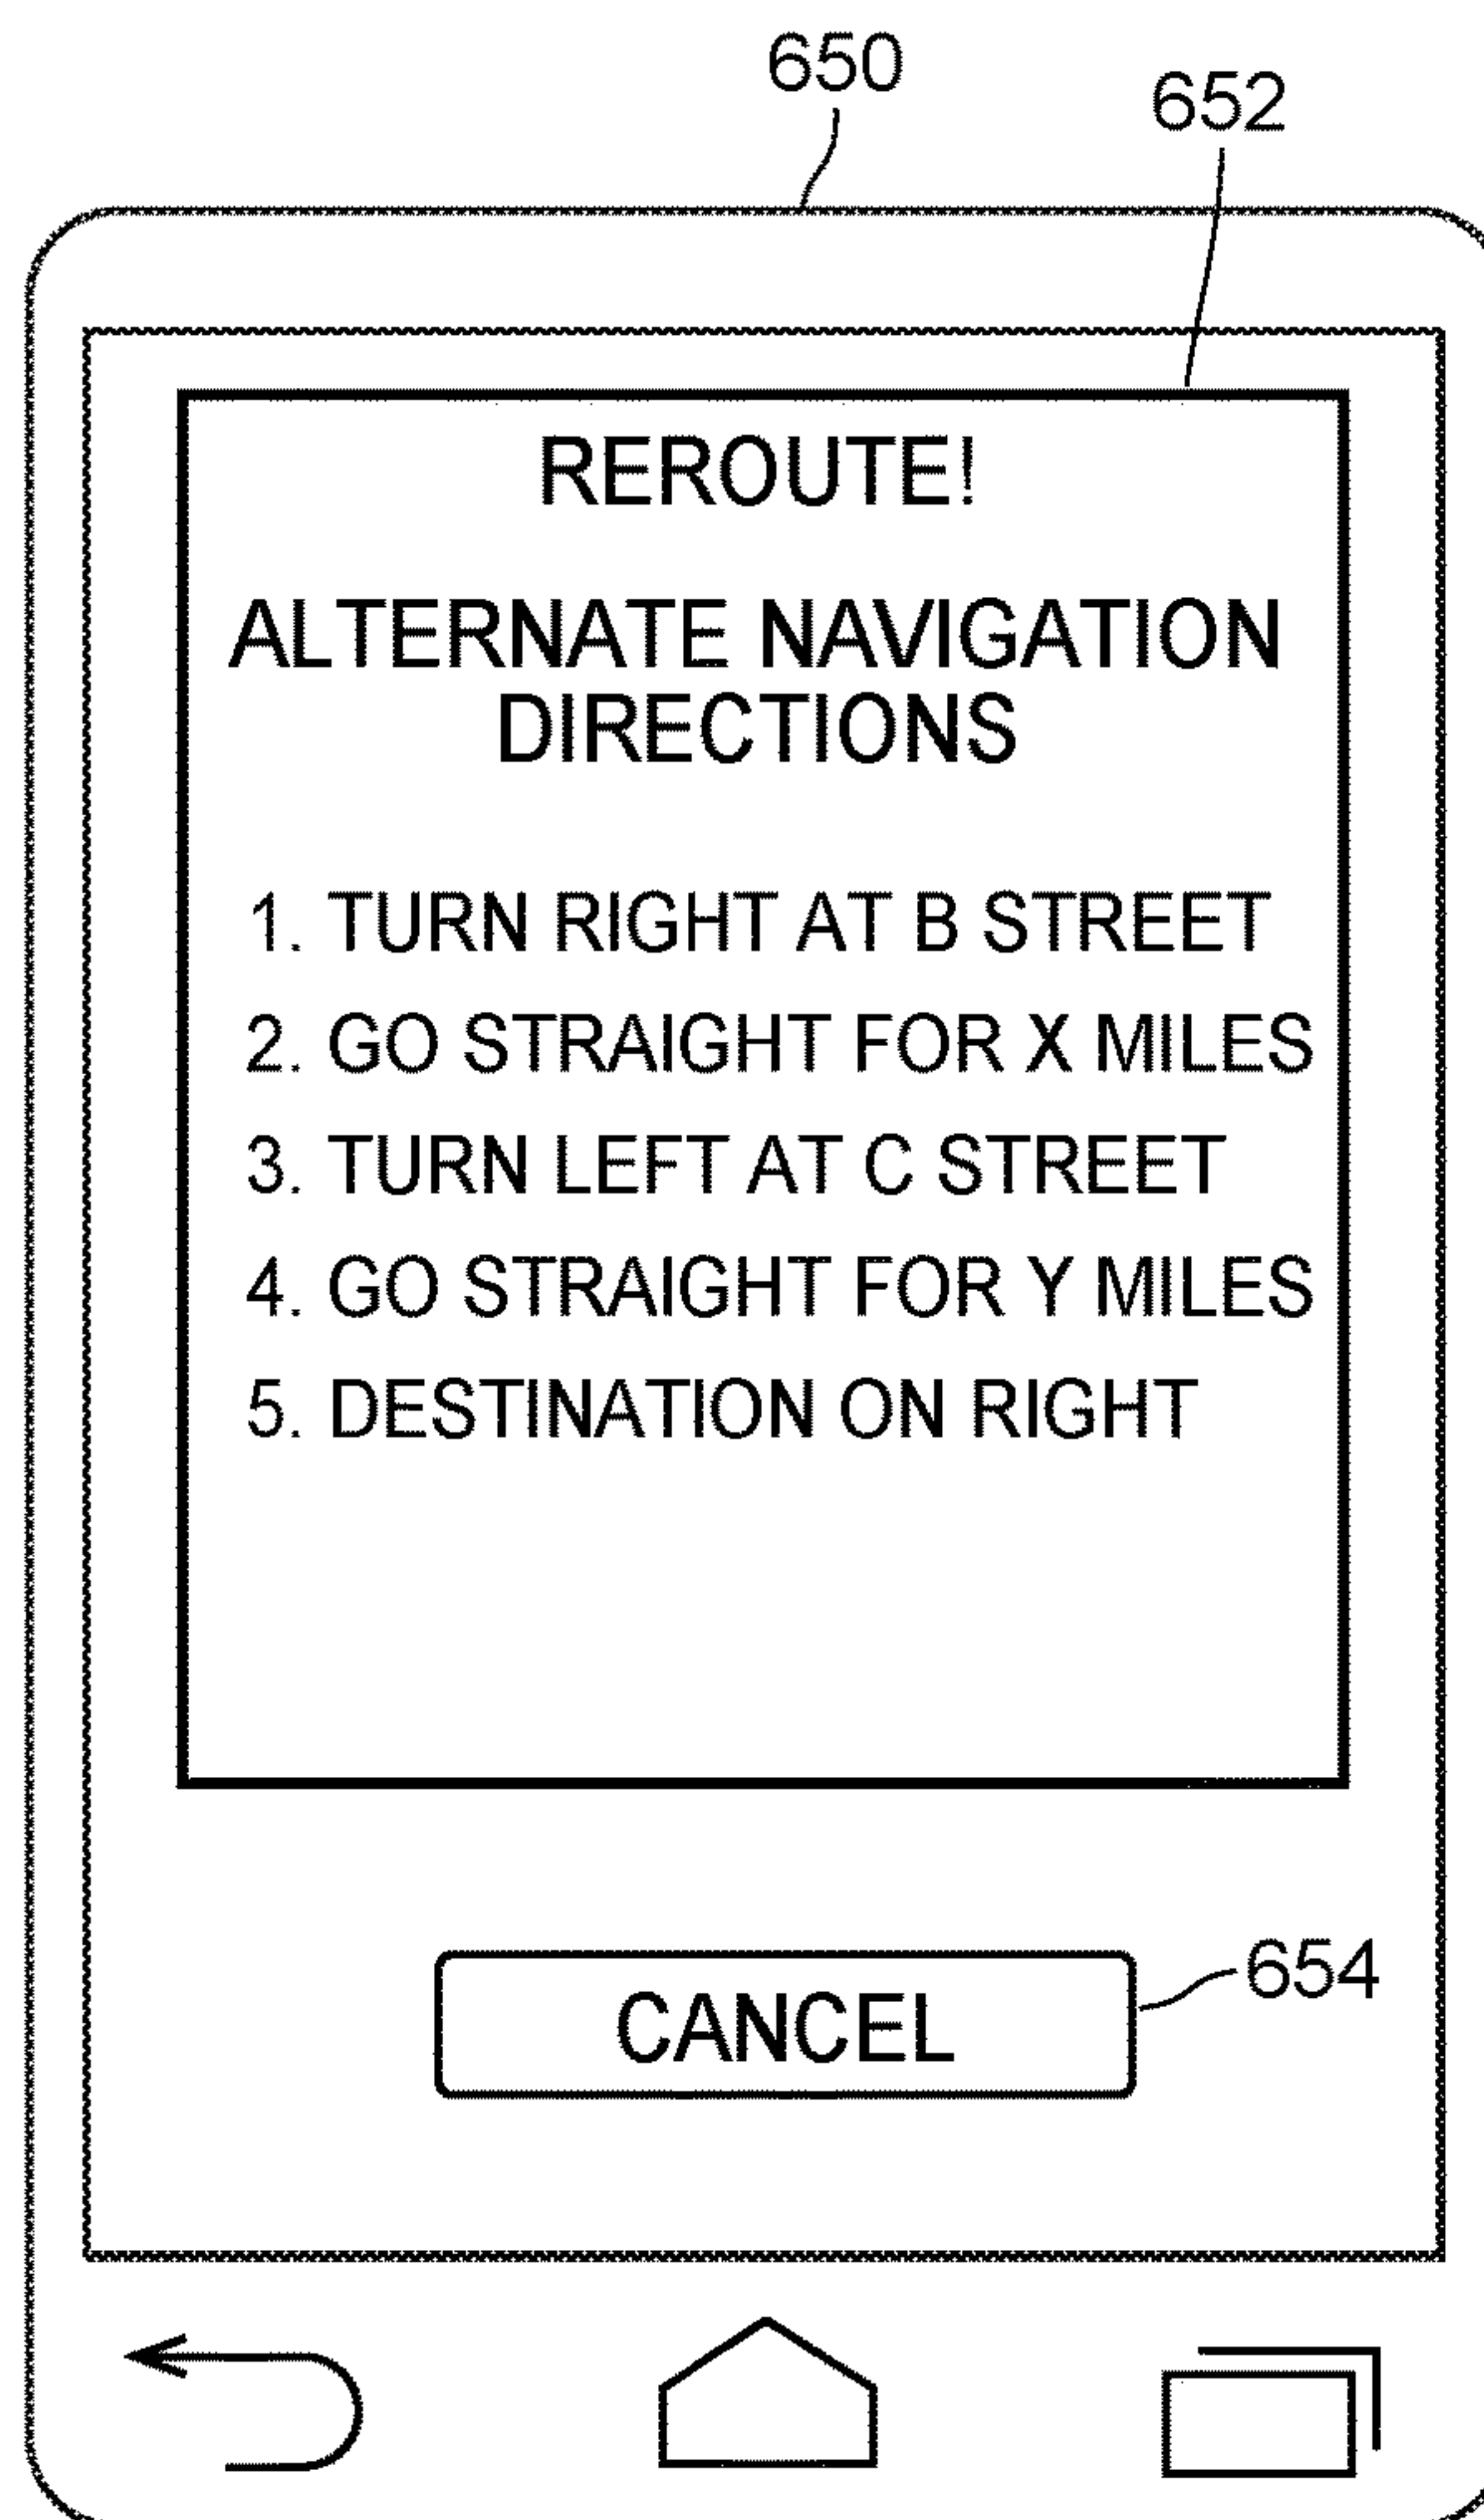 650
652
REROUTE!
ALTERNATE NAVIGATION
DIRECTIONS
1. TURN RIGHT AT B STREET
2. GO STRAIGHT FOR X MILES
3. TURN LEFT AT C STREET
4. GO STRAIGHT FOR Y MILES
5. DESTINATION ON RIGHT
CANCEL
654